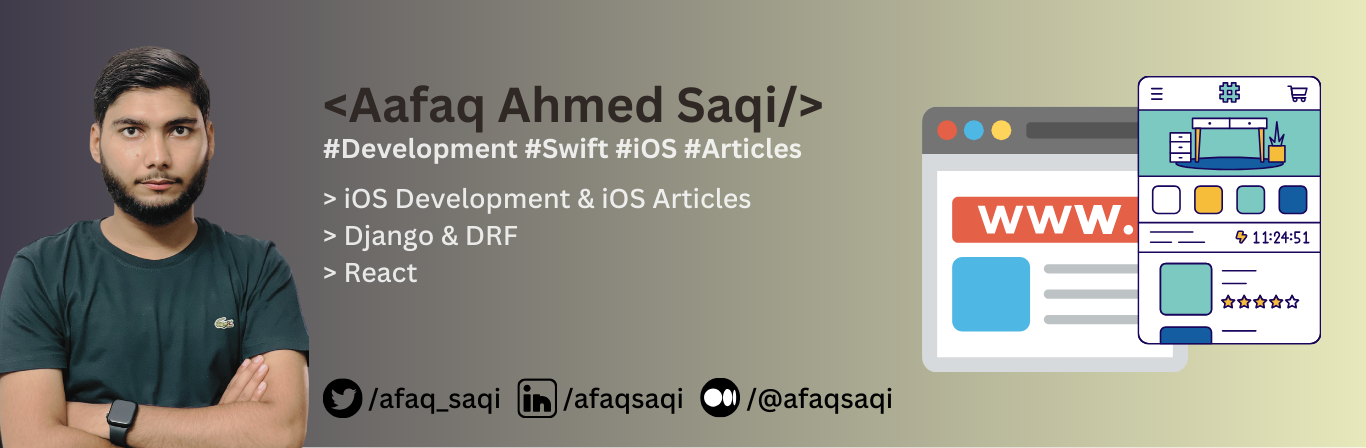 <Aafaq Ahmed Saqi/>
#Development #Swift #iOS #Articles
> iOS Development & iOS Articles
> Django & DRF
> React
www.
11:24:51
/afaq_saqi /afaqsaqi /@afaqsaqi